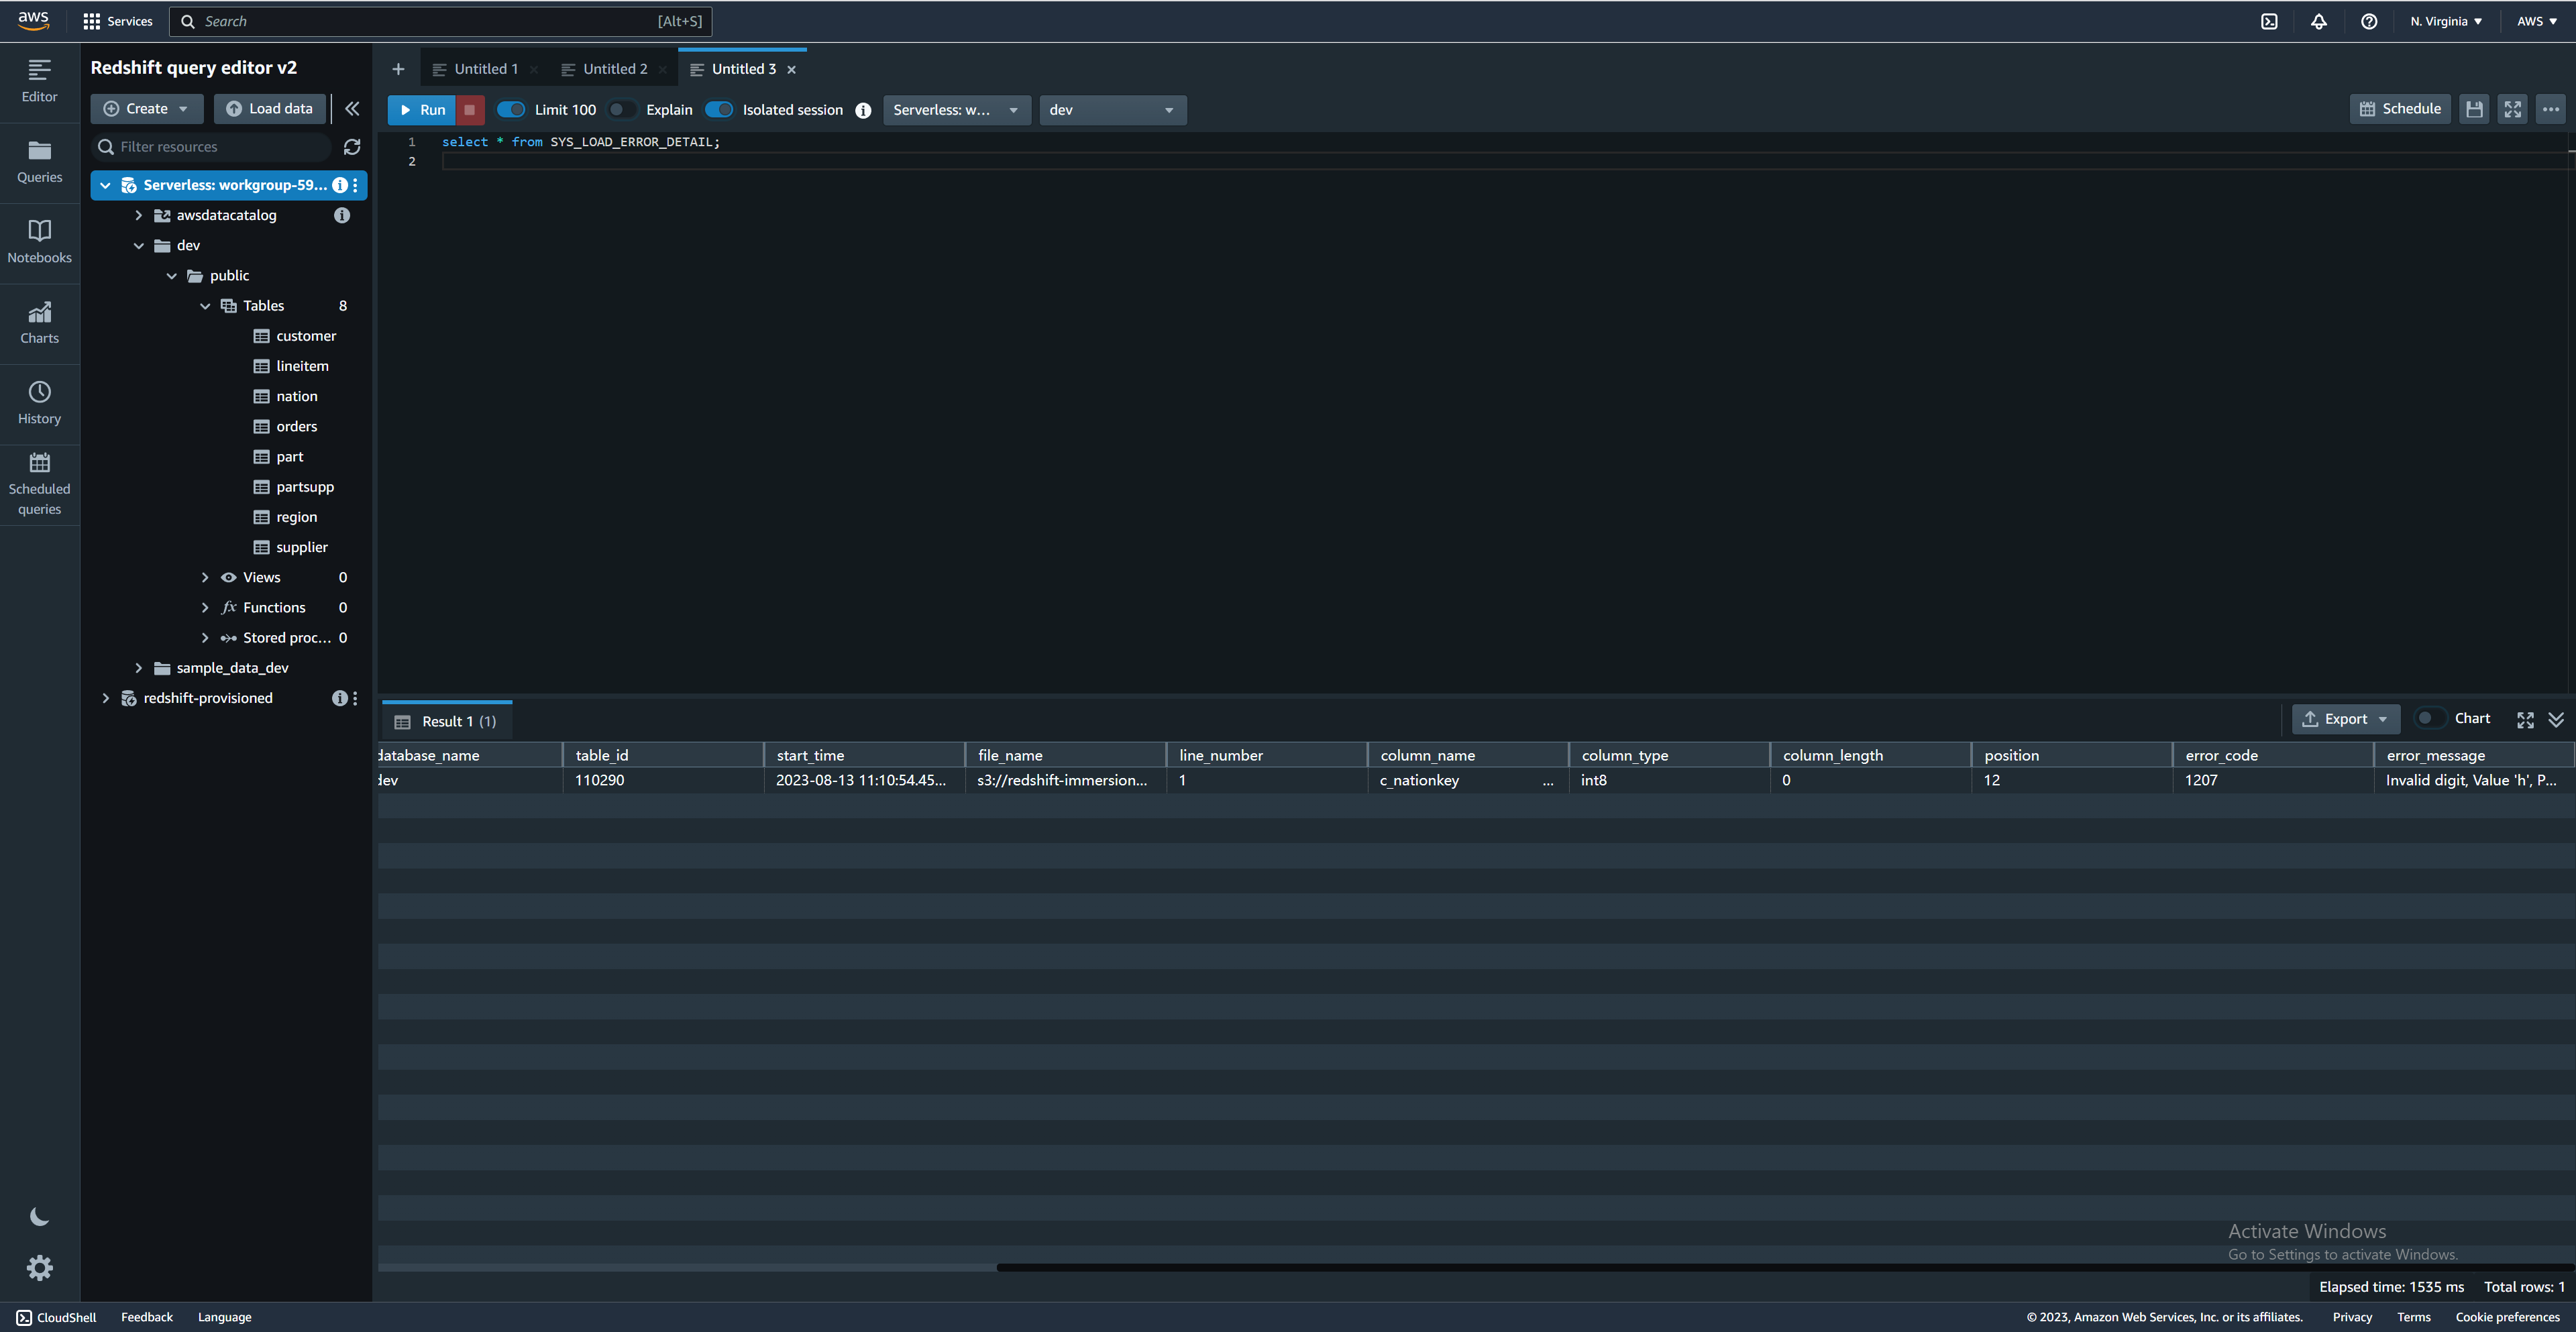 aws
Services
Search
[Alt+S]
N. Virginia
AWS
Editor
Queries
Notebooks
Charts
History
Scheduled
queries
Redshift query editor v2
Create
Load data
Filter resources
Serverless: workgroup-59...
awsdatacatalog
dev
public
Tables 8
customer
lineitem
nation
orders
part
partsupp
region
supplier
Views 0
fx Functions 0
Stored proc... 0
sample_data_dev
redshift-provisioned
Untitled 1
Untitled 2
Untitled 3
Run
Limit 100
Explain
Isolated session
Serverless: w...
dev
Schedule
1 select * from SYS_LOAD_ERROR_DETAIL;
2
Result 1 (1)
Export
Chart
database_name table_id start_time file_name line_number column_name column_type column_length position error_code error_message
dev 110290 2023-08-13 11:10:54.45... s3://redshift-immersion... 1 c_nationkey ... int8 0 12 1207 Invalid digit, Value 'h', P...
Activate Windows
Go to Settings to activate Windows.
Elapsed time: 1535 ms Total rows: 1
CloudShell Feedback Language
© 2023, Amazon Web Services, Inc. or its affiliates. Privacy Terms Cookie preferences